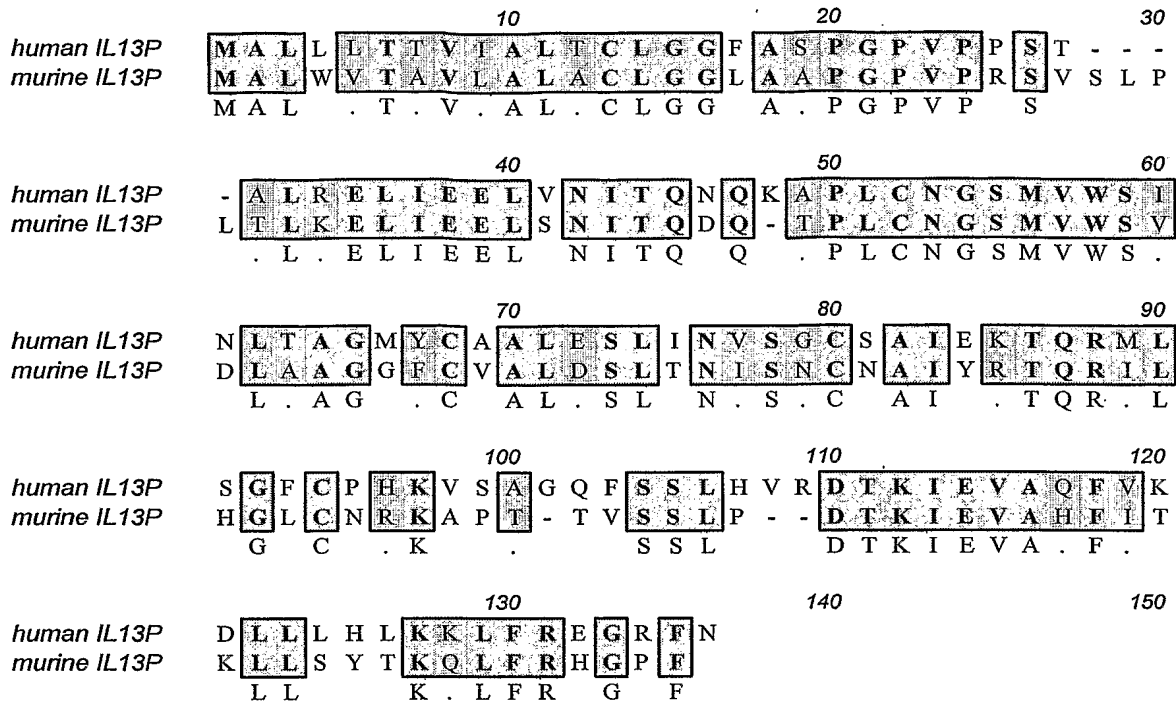 10 20 30
human IL13P M A L L L T T V I A L T C L G G F A S P G P V P P S T - - -
murine IL13P M A L W V T A V L A L A C L G G L A A P G P V P R S V S L P
M A L . T . V . A L . C L G G A . P G P V P S
40 50 60
human IL13P - A L R E L I E E L V N I T Q N Q K A P L C N G S M V W S I
murine IL13P L T L K E L I E E L S N I T Q D Q - T P L C N G S M V W S V
. L . E L I E E L N I T Q Q . P L C N G S M V W S .
70 80 90
human IL13P N L T A G M Y C A A L E S L I N V S G C S A I E K T Q R M L
murine IL13P D L A A G G F C V A L D S L T N I S N C N A I Y R T Q R I L
L . A G . C A L . S L N . S . C A I . T Q R . L
100 110 120
human IL13P S G F C P H K V S A G Q F S S L H V R D T K I E V A Q F V K
murine IL13P H G L C N R K A P T - T V S S L P - - D T K I E V A H F I T
G C . K . S S L D T K I E V A . F .
130 140 150
human IL13P D L L L H L K K L F R E G R F N
murine IL13P K L L S Y T K Q L F R H G P F
L L K . L F R G F